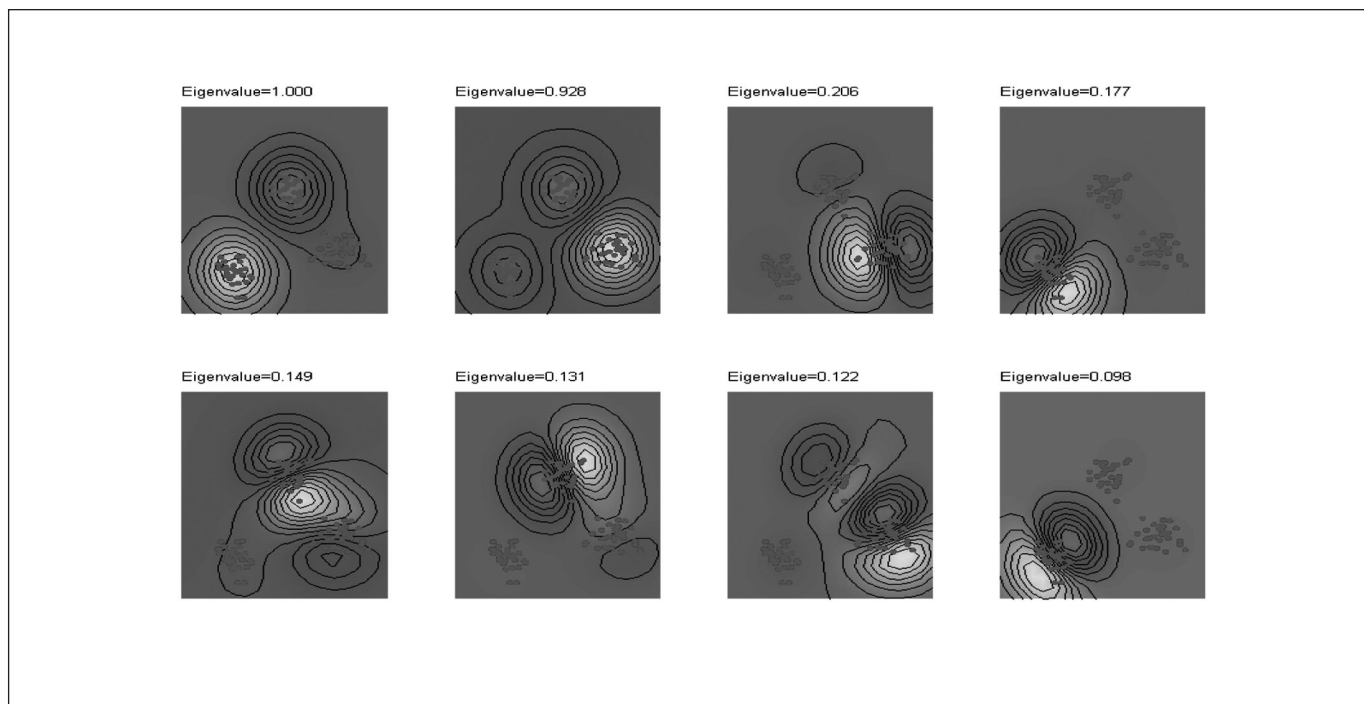 Eigenvalue=1.000
Eigenvalue=0.928
Eigenvalue=0.206
Eigenvalue=0.177
Eigenvalue=0.149
Eigenvalue=0.131
Eigenvalue=0.122
Eigenvalue=0.098